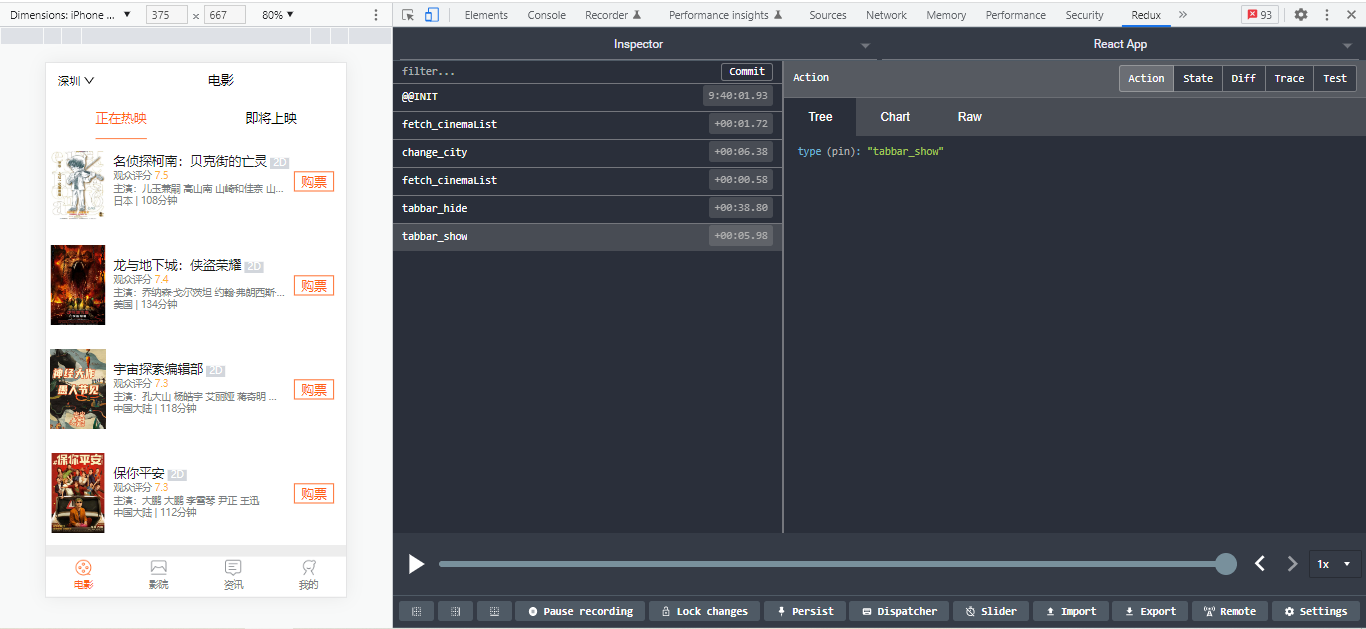 Dimensions: iPhone ... ▼ 375 × 667 80% ▼
Elements Console Recorder Performance insights Sources Network Memory Performance Security Redux » 93
Inspector React App
深圳 电影
正在热映 即将上映
名侦探柯南：贝克街的亡灵 2D
观众评分 7.5
主演：儿玉兼嗣 高山南 山崎和佳奈 山...
日本 | 108分钟
购票
龙与地下城：侠盗荣耀 2D
观众评分 7.4
主演：乔纳森·戈尔茨坦 约翰·弗朗西斯·...
美国 | 134分钟
购票
神经大作
愚人节见
宇宙探索编辑部 2D
观众评分 7.3
主演：孔大山 杨皓宇 艾丽娅 蒋奇明 ...
中国大陆 | 118分钟
购票
保你平安
保你平安 2D
观众评分 7.3
主演：大鹏 大鹏 李雪琴 尹正 王迅
中国大陆 | 112分钟
购票
电影 影院 资讯 我的
filter... Commit
@@INIT 9:40:01.93
fetch_cinemaList +00:01.72
change_city +00:06.38
fetch_cinemaList +00:00.58
tabbar_hide +00:38.80
tabbar_show +00:05.98
Action Action State Diff Trace Test
Tree Chart Raw
type (pin): "tabbar_show"
1x
Pause recording Lock changes Persist Dispatcher Slider Import Export Remote Settings